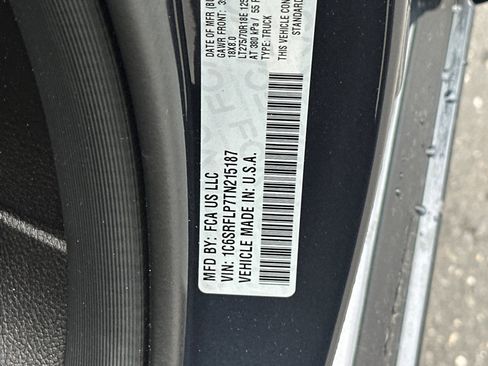 DATE OF MFR
GAWR FRONT:
18X8.0
LT275/70R18E
AT 380 kPa / 55 P
TYPE: TRUCK
THIS VEHICLE CON
STANDARD
MFD BY: FCA US LLC
VIN: 1C6SRFLP7TN215187
VEHICLE MADE IN: U.S.A.